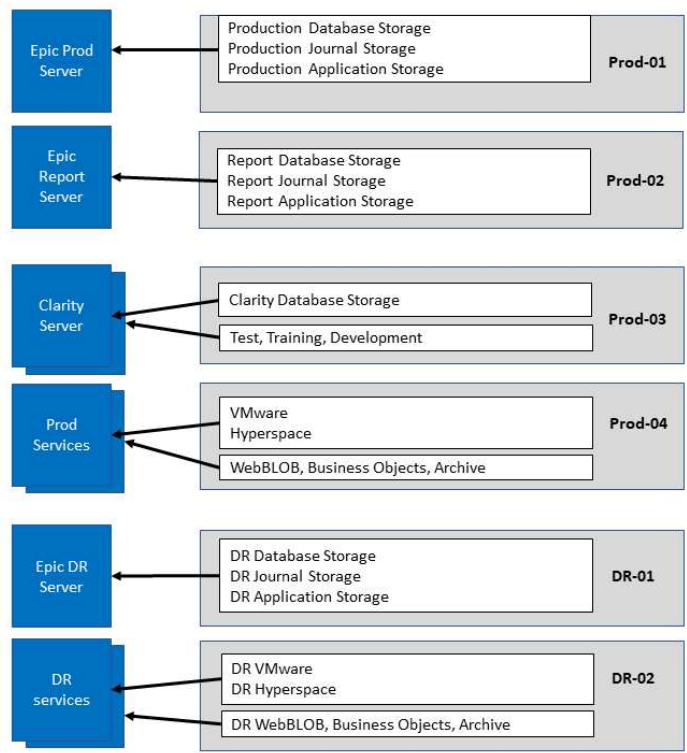 Epic Prod
Server
Production Database Storage
Production Journal Storage
Production Application Storage
Prod-01
Epic
Report
Server
Report Database Storage
Report Journal Storage
Report Application Storage
Prod-02
Clarity
Server
Clarity Database Storage
Test, Training, Development
Prod-03
Prod
Services
VMware
Hyperspace
WebBLOB, Business Objects, Archive
Prod-04
Epic DR
Server
DR Database Storage
DR Journal Storage
DR Application Storage
DR-01
DR
services
DR VMware
DR Hyperspace
DR WebBLOB, Business Objects, Archive
DR-02